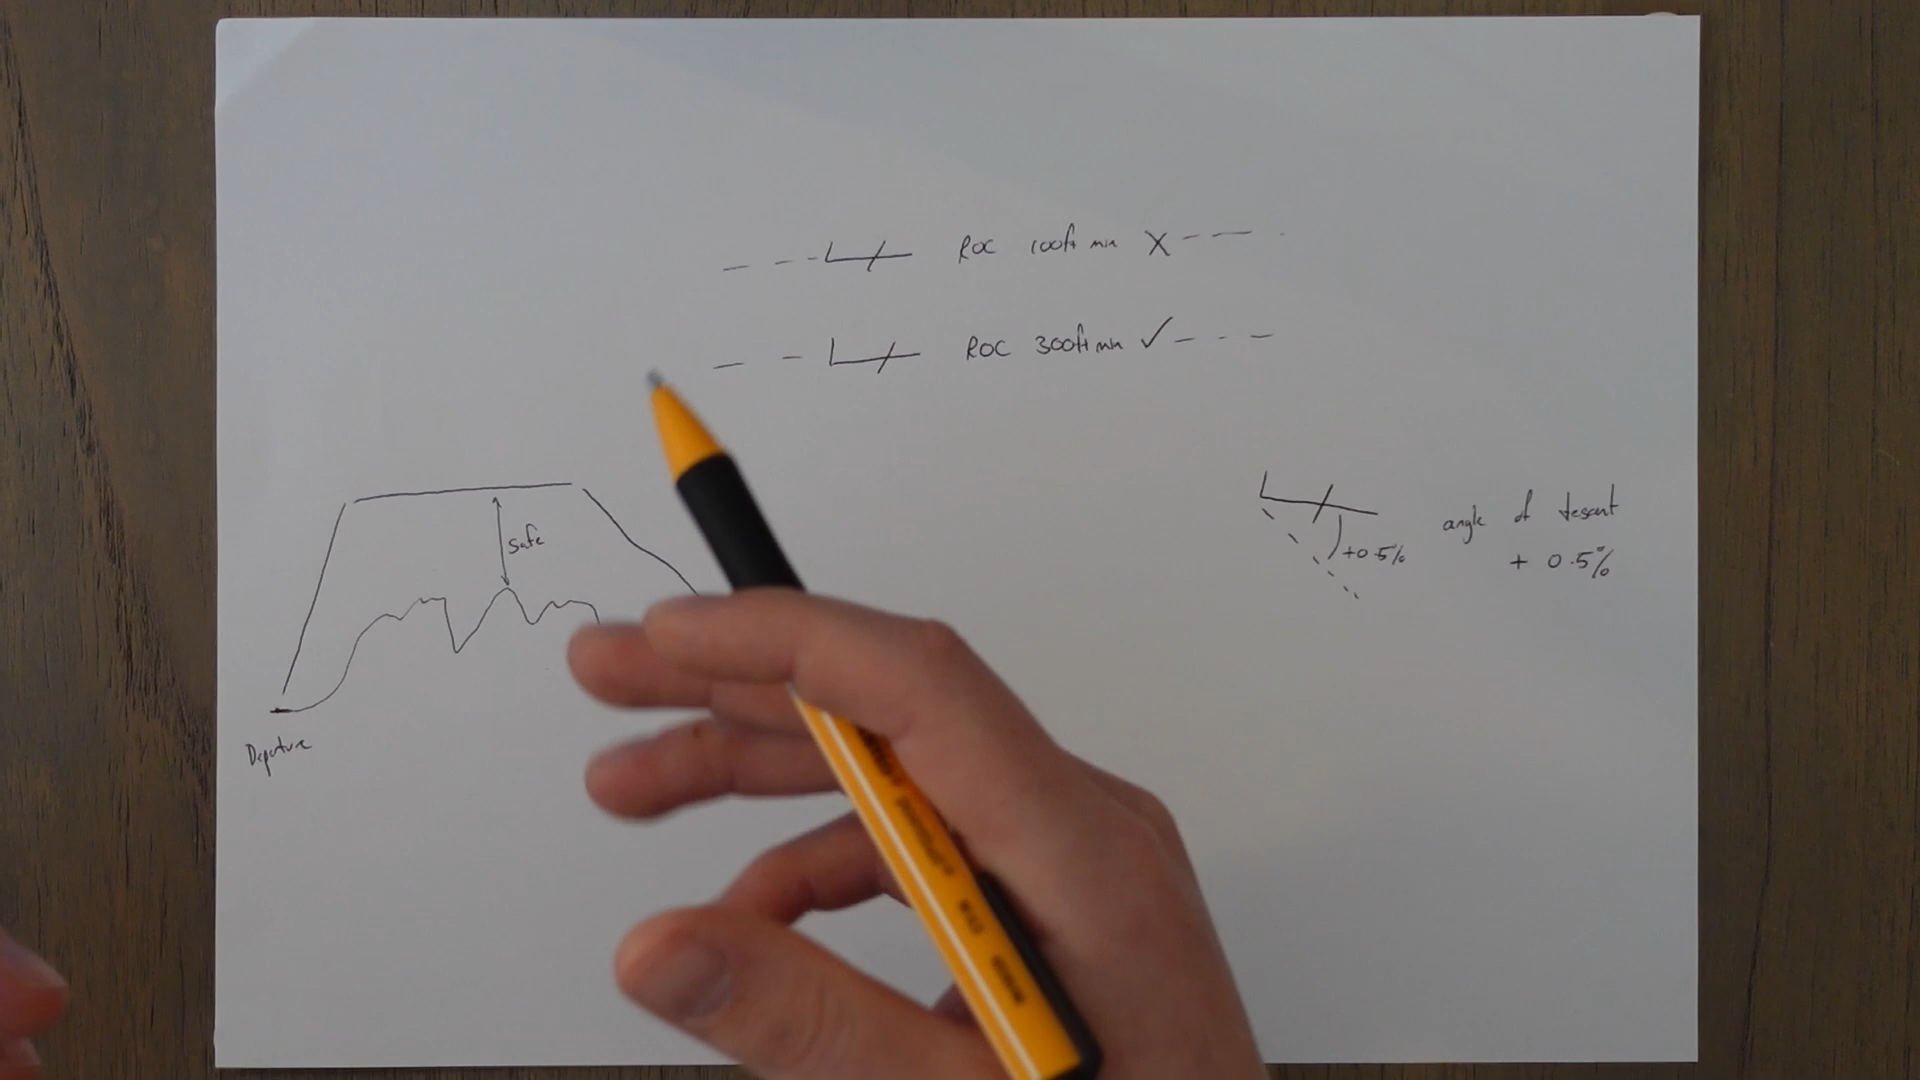 ROC 100ft min X
ROC 300ft min ✓
Safe
+0.5%
angle of descent
+ 0.5%
Departure